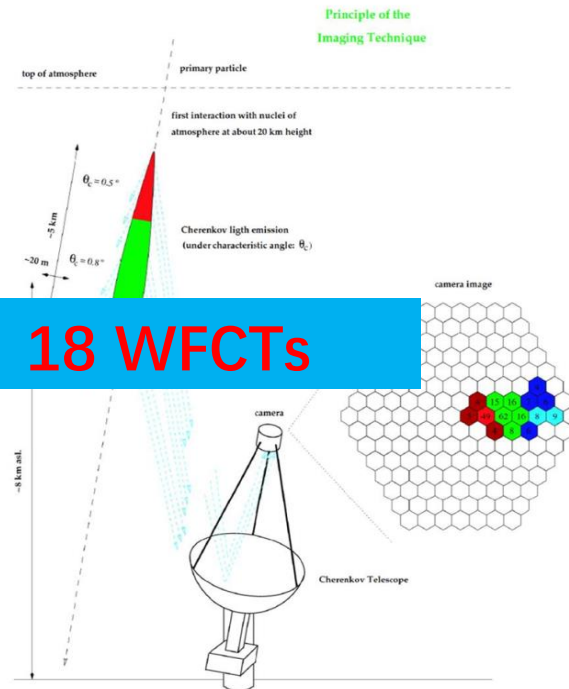 Principle of the
Imaging Technique
top of atmosphere
primary particle
first interaction with nuclei of
atmosphere at about 20 km height
θc = 0.5°
~5 km
Cherenkov ligth emission
(under characteristic angle: θc)
~20 m
θc = 0.8°
18 WFCTs
camera image
15 16
49 62 16 8 9
8
camera
~8 km asl.
Cherenkov Telescope